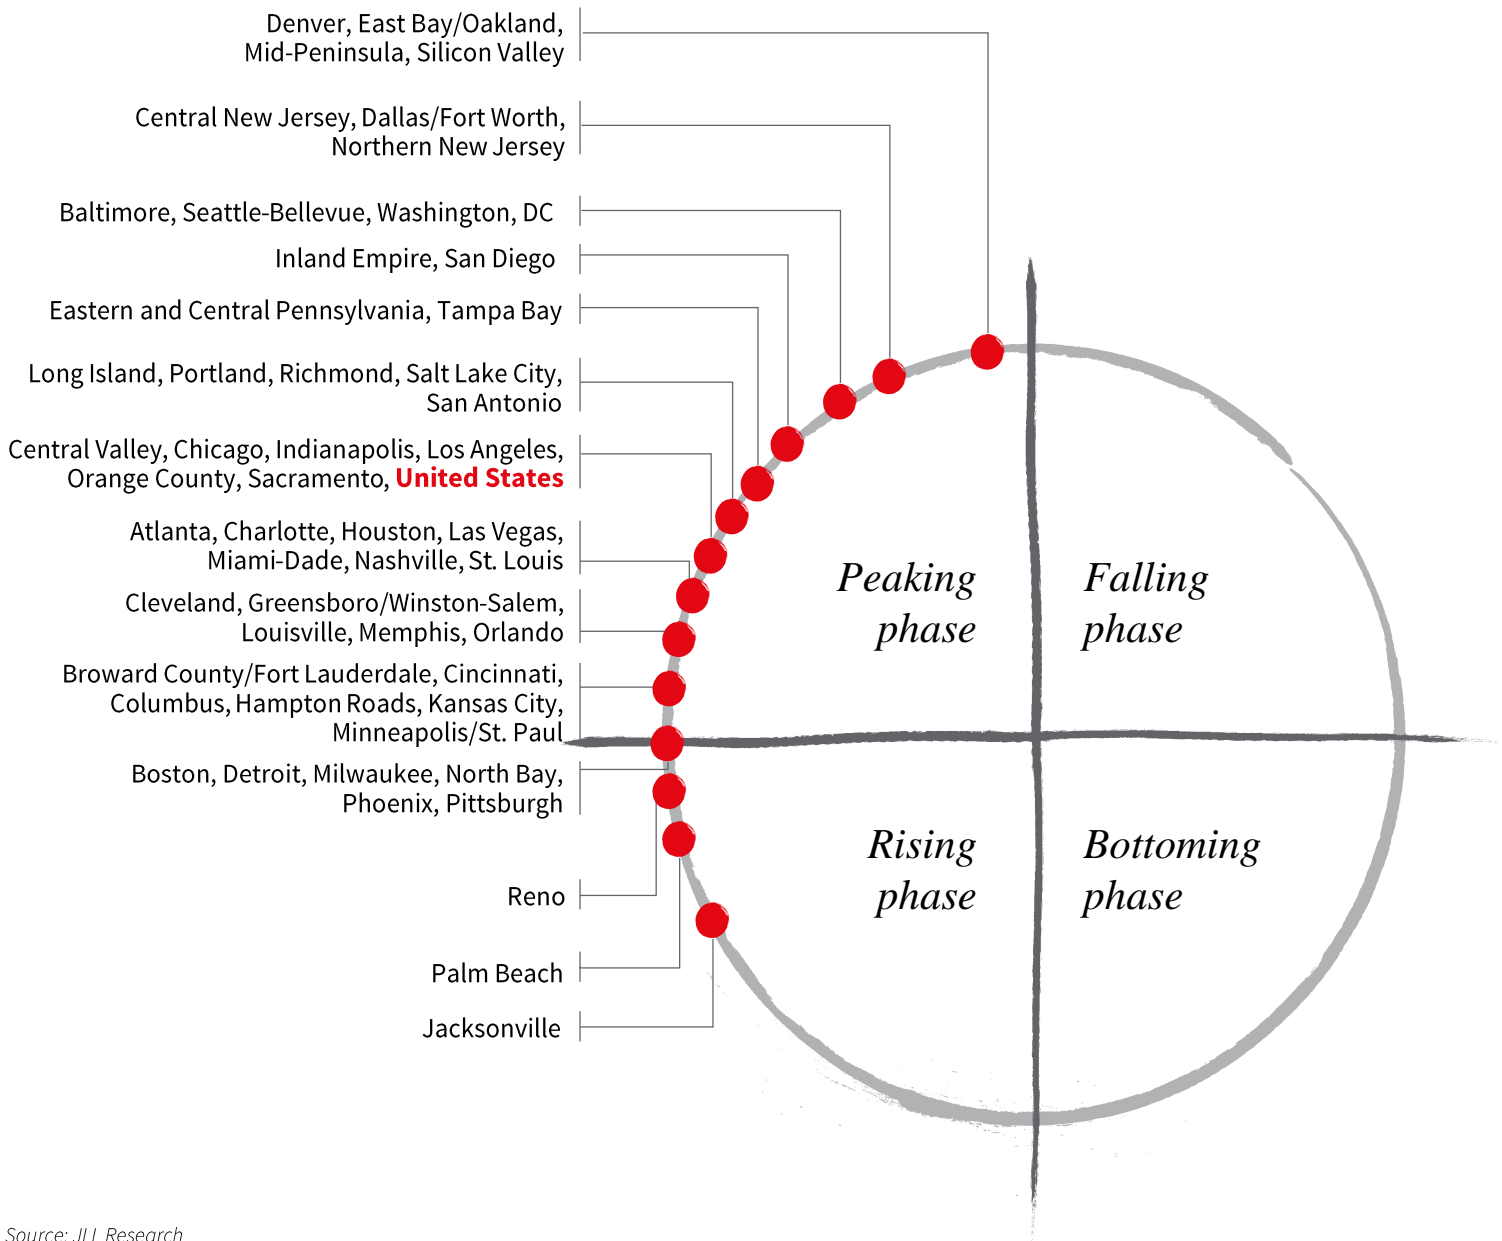 Denver, East Bay/Oakland,
Mid-Peninsula, Silicon Valley
Central New Jersey, Dallas/Fort Worth,
Northern New Jersey
Baltimore, Seattle-Bellevue, Washington, DC
Inland Empire, San Diego
Eastern and Central Pennsylvania, Tampa Bay
Long Island, Portland, Richmond, Salt Lake City,
San Antonio
Central Valley, Chicago, Indianapolis, Los Angeles,
Orange County, Sacramento, United States
Atlanta, Charlotte, Houston, Las Vegas,
Miami-Dade, Nashville, St. Louis
Cleveland, Greensboro/Winston-Salem,
Louisville, Memphis, Orlando
Broward County/Fort Lauderdale, Cincinnati,
Columbus, Hampton Roads, Kansas City,
Minneapolis/St. Paul
Boston, Detroit, Milwaukee, North Bay,
Phoenix, Pittsburgh
Reno
Palm Beach
Jacksonville
Peaking
phase
Falling
phase
Rising
phase
Bottoming
phase
Source: JLL Research